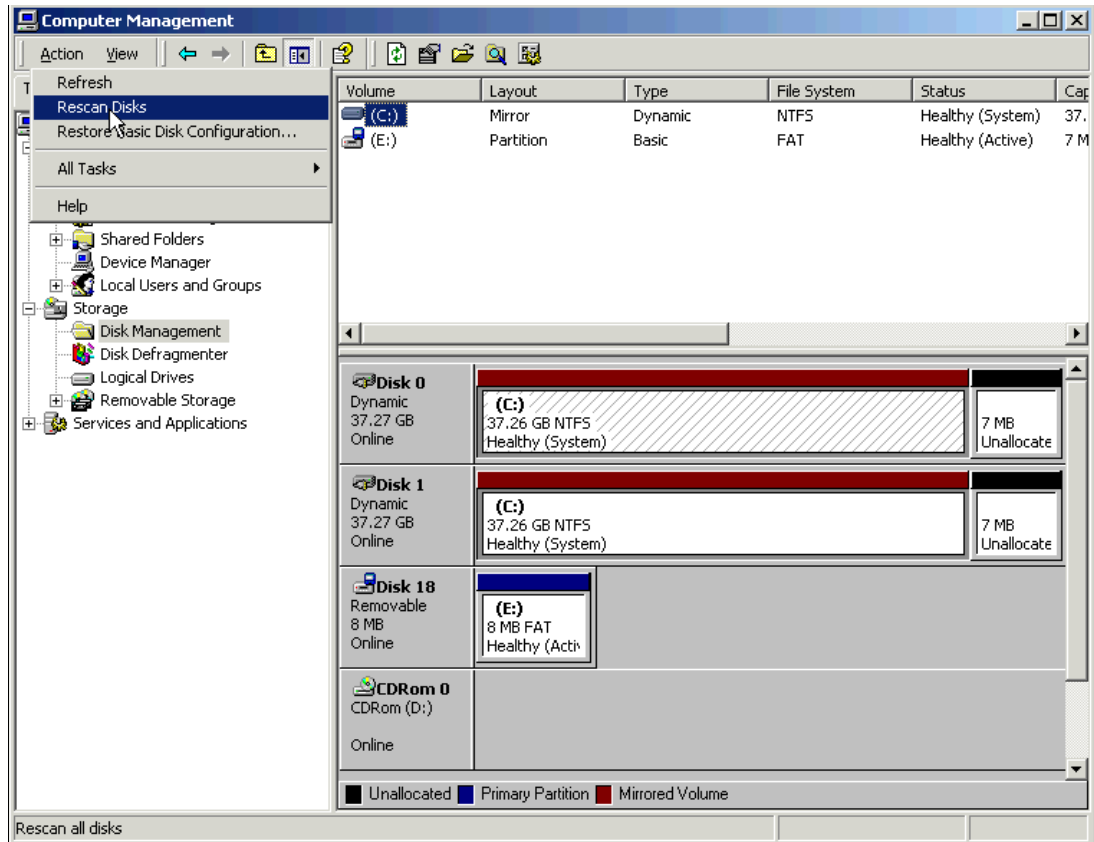 Computer Management
Action View
Refresh
Rescan Disks
Restore Basic Disk Configuration...
All Tasks
Help
Shared Folders
Device Manager
Local Users and Groups
Storage
Disk Management
Disk Defragmenter
Logical Drives
Removable Storage
Services and Applications
Volume Layout Type File System Status Cap
(C:) Mirror Dynamic NTFS Healthy (System) 37.
(E:) Partition Basic FAT Healthy (Active) 7 M
Disk 0
Dynamic
37.27 GB
Online
(C:)
37.26 GB NTFS
Healthy (System)
7 MB
Unallocate
Disk 1
Dynamic
37.27 GB
Online
(C:)
37.26 GB NTFS
Healthy (System)
7 MB
Unallocate
Disk 18
Removable
8 MB
Online
(E:)
8 MB FAT
Healthy (Activ
CDRom 0
CDRom (D:)
Online
Unallocated Primary Partition Mirrored Volume
Rescan all disks